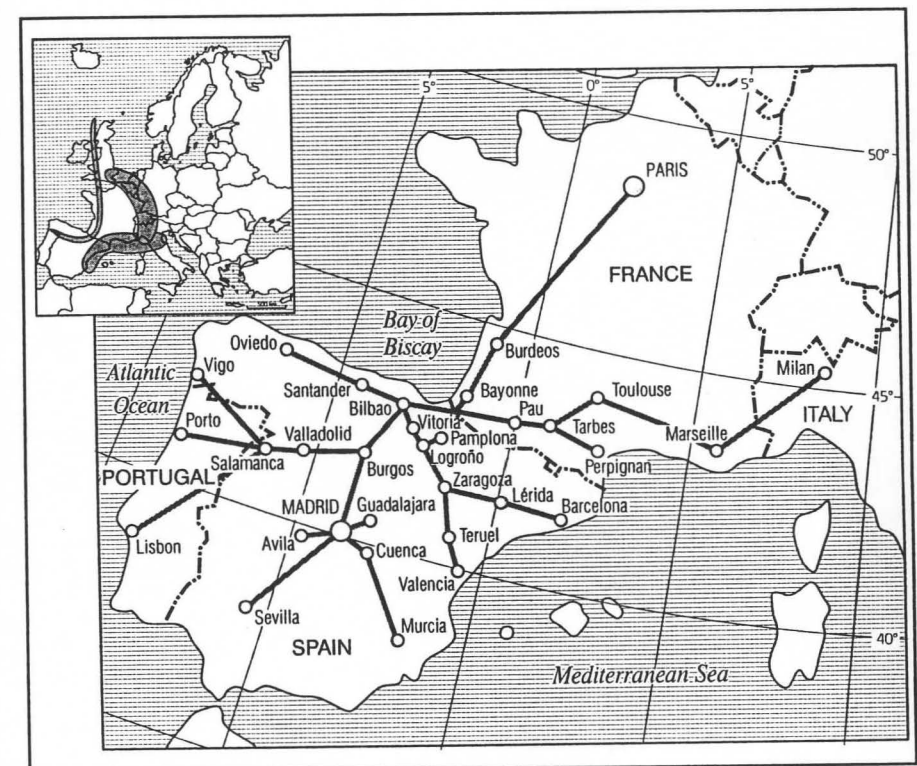 5°
0°
5°
50°
PARIS
FRANCE
Bay of
Biscay
Oviedo
Burdeos
Vigo
Atlantic
Ocean
Santander
Bayonne
Toulouse
Milan
45°
Bilbao
Pau
ITALY
Porto
Valladolid
Vitoria
Pamplona
Tarbes
Marseille
Salamanca
Logroño
Burgos
Perpignan
PORTUGAL
Zaragoza
MADRID
Guadalajara
Lérida
Barcelona
Lisbon
Avila
Teruel
Cuenca
Valencia
Sevilla
Murcia
SPAIN
40°
Mediterranean Sea